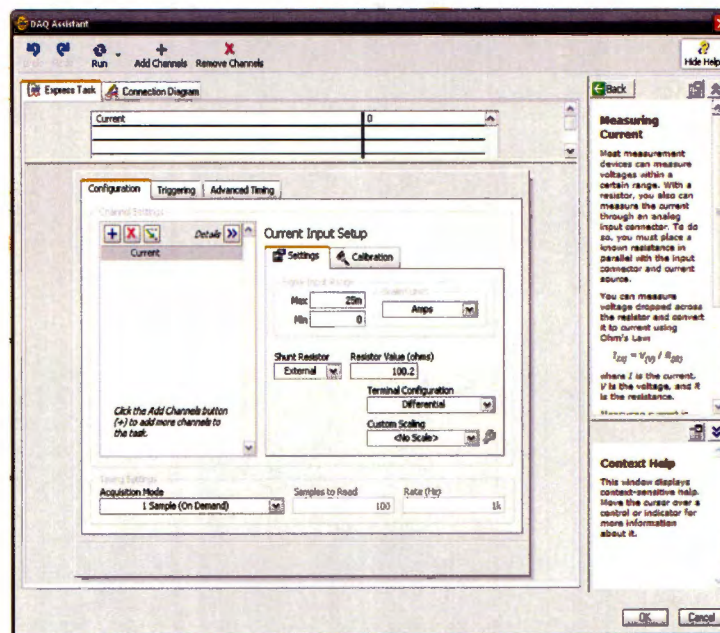 DAQ Assistant
Run
Add Channels
Remove Channels
Hide Help
Express Task
Connection Diagram
Back
Current 0
Measuring
Current
Most measurement
devices can measure
voltages within a
certain range. With a
resistor, you also can
measure the current
through an analog
input connector. To do
so, you must place a
known resistance in
parallel with the input
connector and current
source.
You can measure
voltage dropped across
the resistor and convert
it to current using
Ohm's Law
where I is the current,
V is the voltage, and R
is the resistance.
Configuration
Triggering
Advanced Timing
Channel Settings
Details
Current
Click the Add Channels button
(+) to add more channels to
the task.
Current Input Setup
Settings
Calibration
Max 25m
Min 0
Amps
Shunt Resistor
External
Resistor Value (ohms)
100.2
Terminal Configuration
Differential
Custom Scaling
<No Scale>
Timing Settings
Acquisition Mode
1 Sample (On Demand)
Samples to Read
100
Rate (Hz)
1k
Context Help
This window displays
context-sensitive help.
Move the cursor over a
control or indicator for
more information
about it.
OK
Cancel